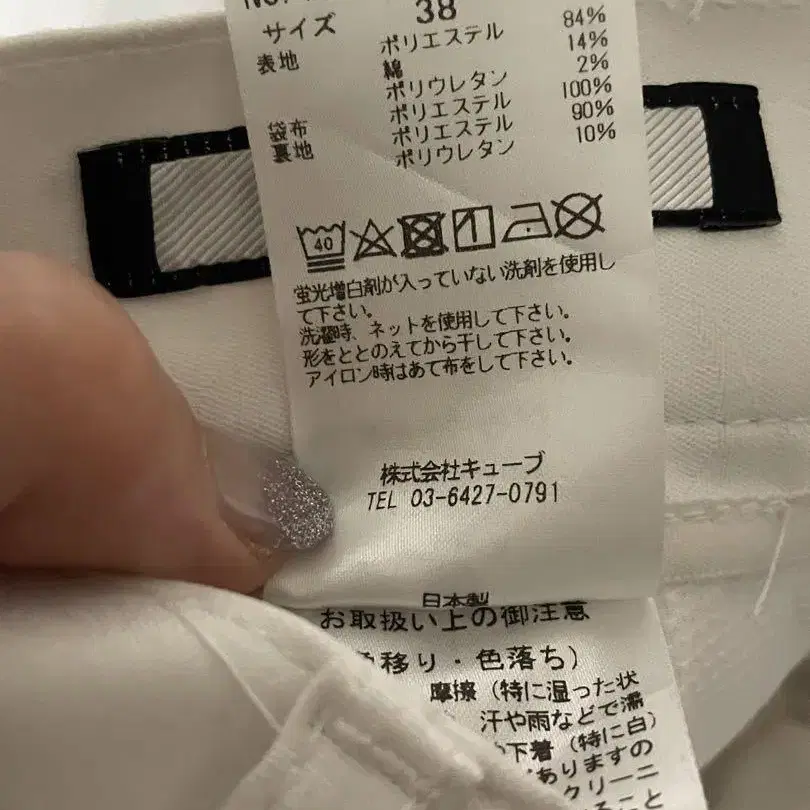 No.
サイズ 38
表地 ポリエステル 84%
綿 14%
ポリウレタン 2%
袋布 ポリエステル 100%
裏地 ポリエステル 90%
ポリウレタン 10%
40
蛍光増白剤が入っていない洗剤を使用し
て下さい。
洗濯時、ネットを使用して下さい。
形をととのえてから干して下さい。
アイロン時はあて布をして下さい。
株式会社キューブ
TEL 03-6427-0791
日本製
お取扱い上の御注意
移り・色落ち)
摩擦(特に湿った状
汗や雨などで濡
下着(特に白)
ありますの
クリーニ
こと